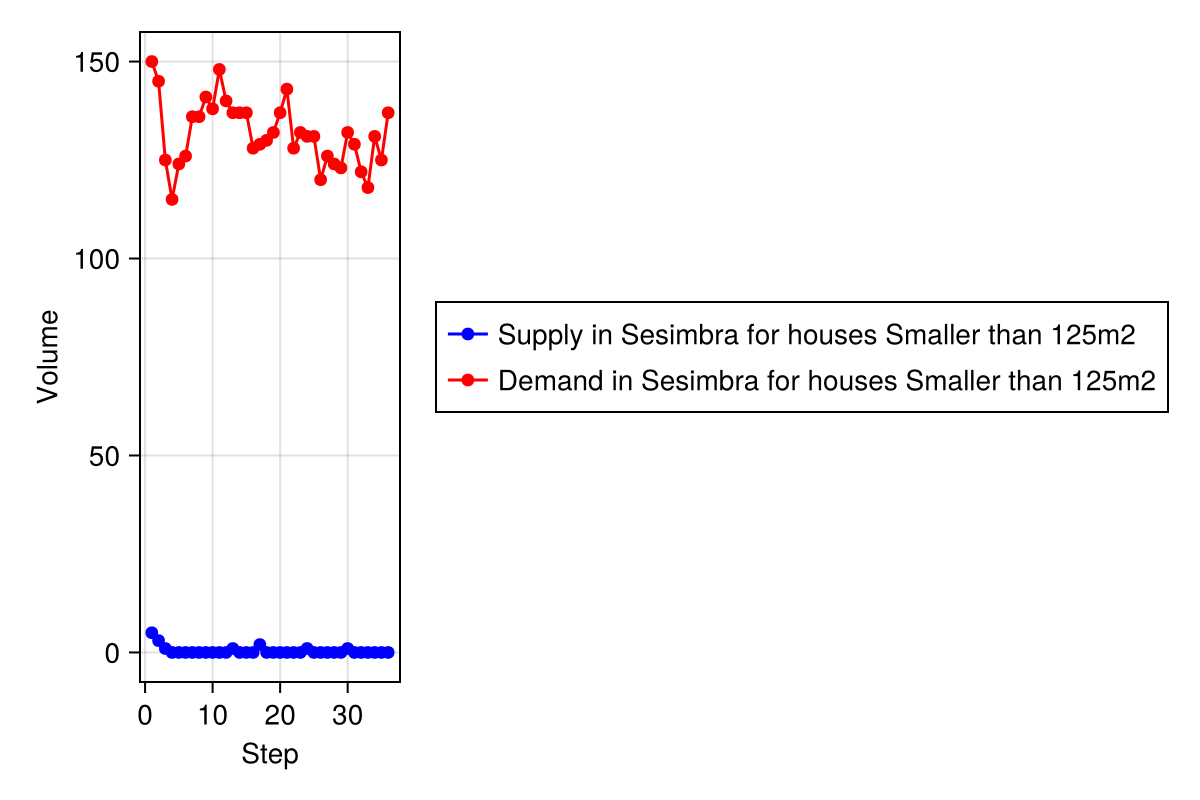 150
100
50
0
Volume
0 10 20 30
Step
Supply in Sesimbra for houses Smaller than 125m2
Demand in Sesimbra for houses Smaller than 125m2